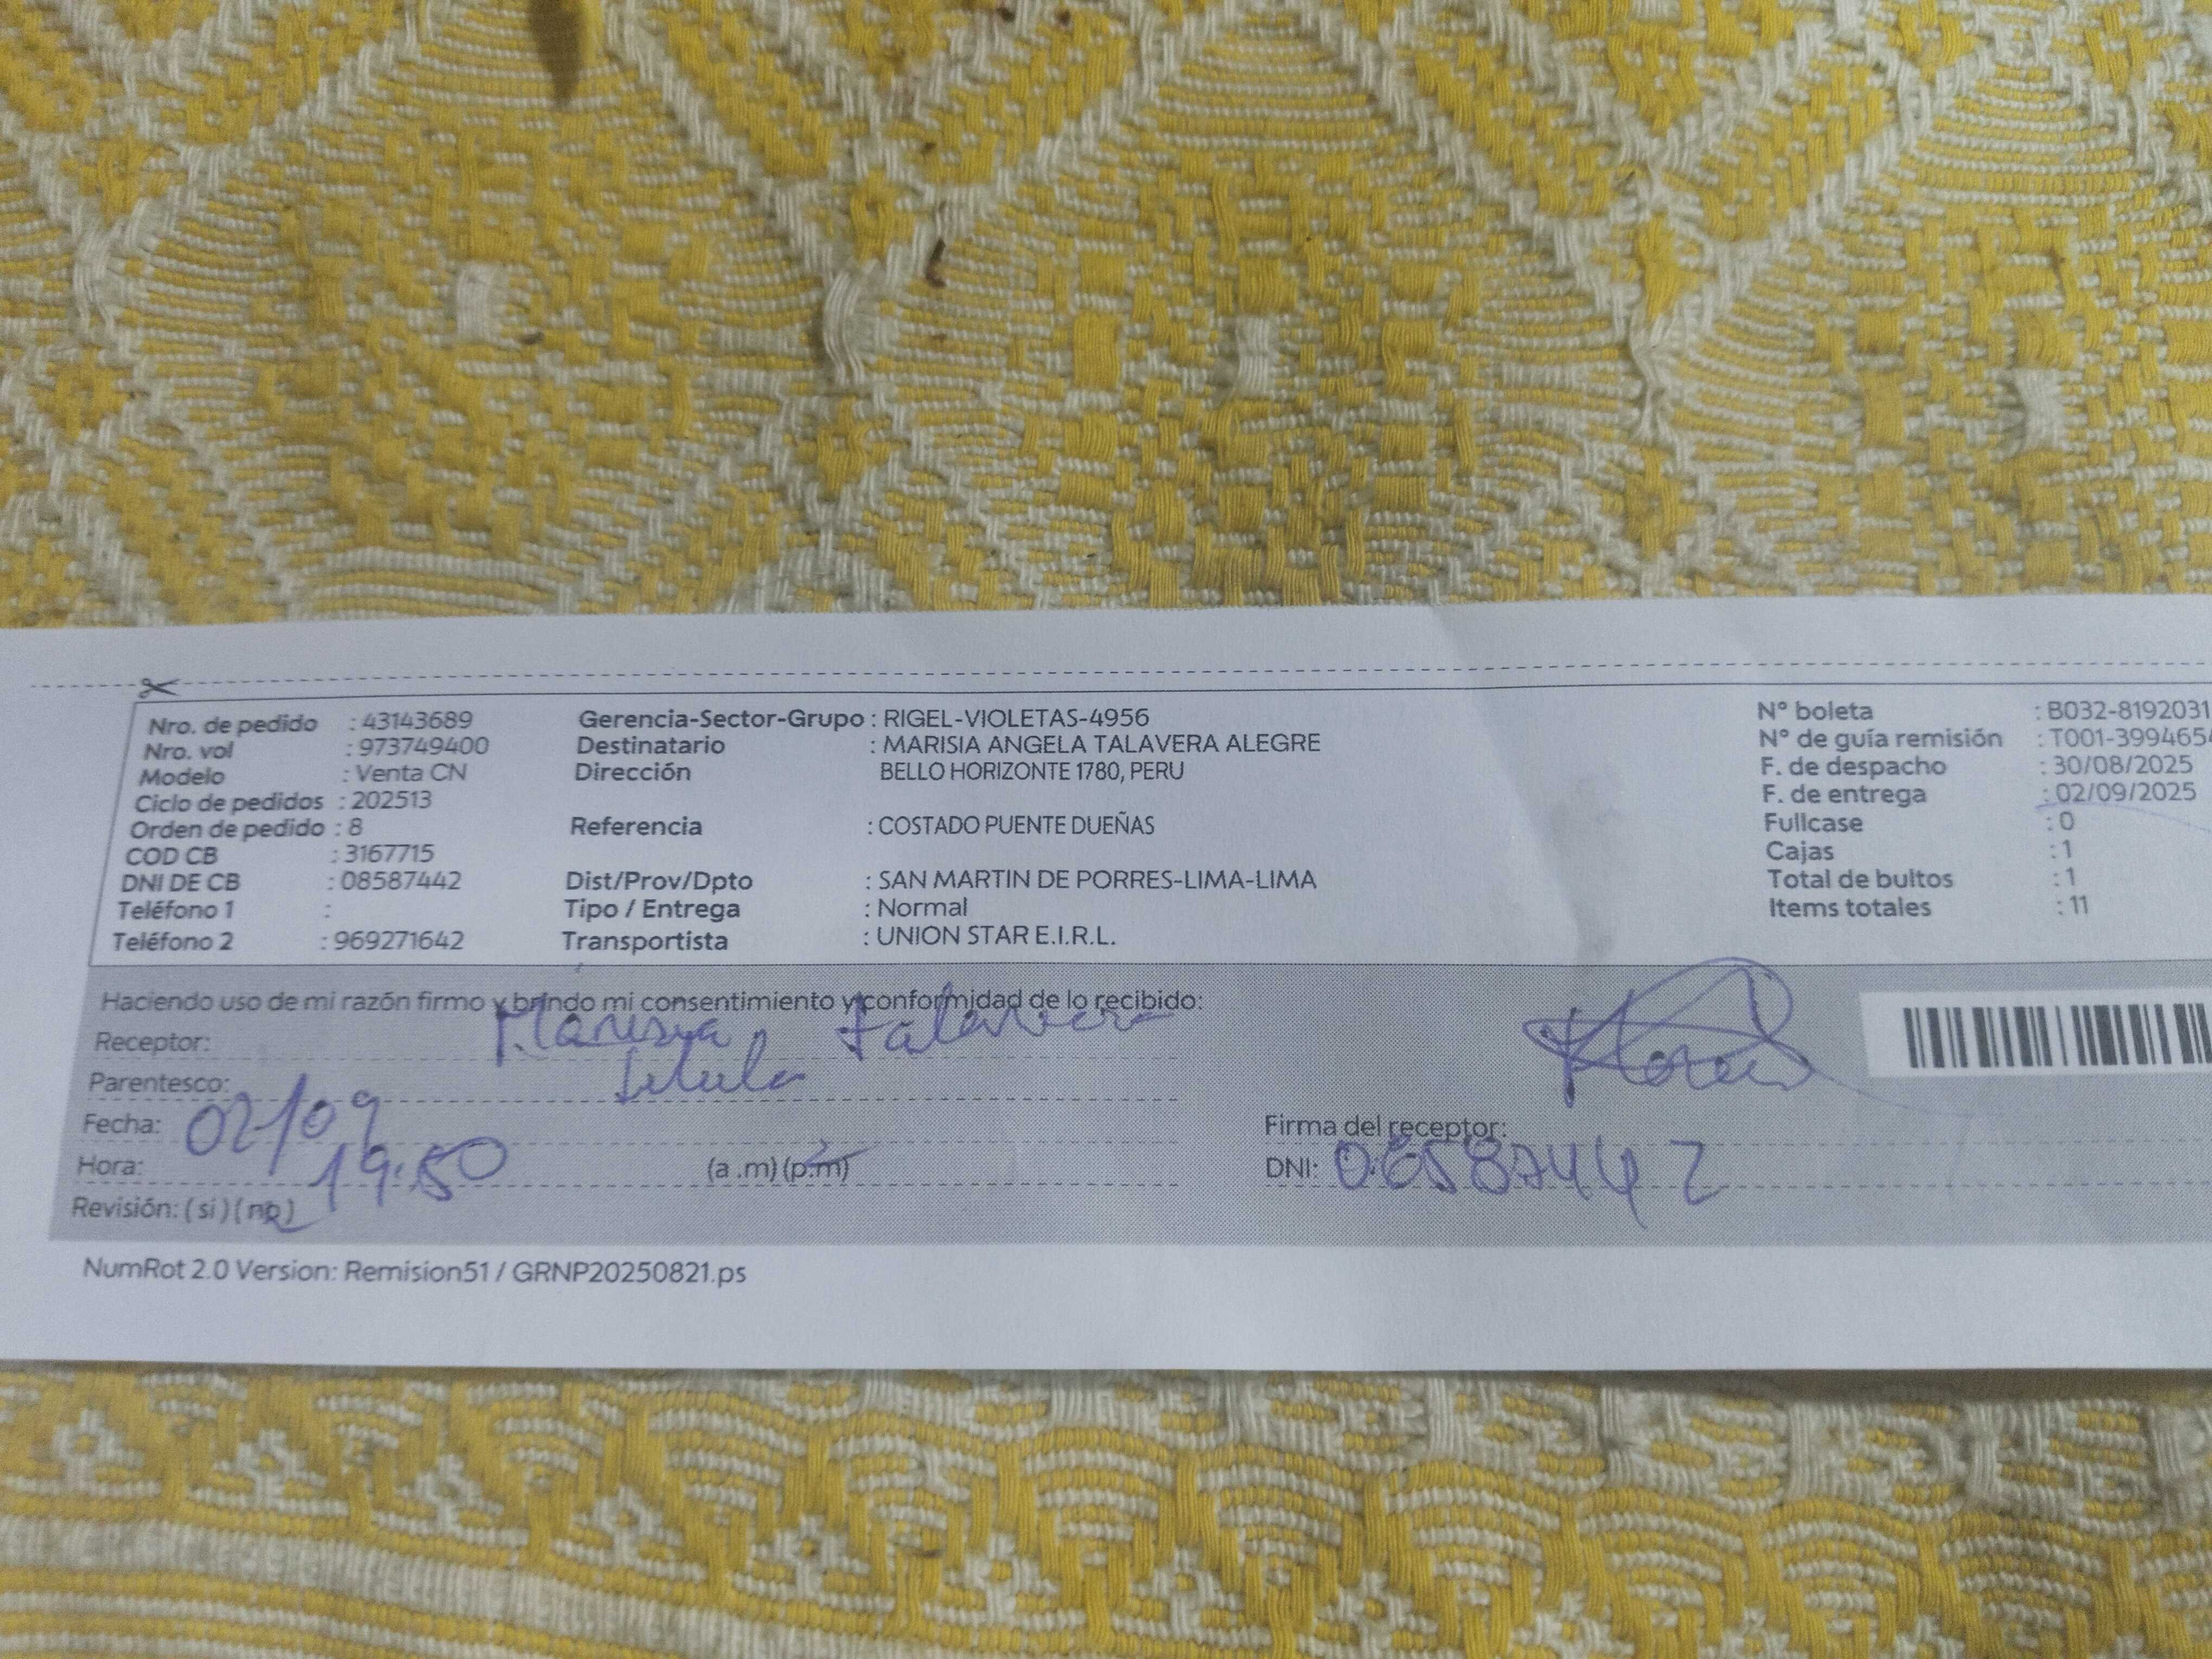 Nro. de pedido : 43143689
Nro. vol : 973749400
Modelo : Venta CN
Ciclo de pedidos : 202513
Orden de pedido : 8
COD CB : 3167715
DNI DE CB : 08587442
Teléfono 1 :
Teléfono 2 : 969271642
Gerencia-Sector-Grupo : RIGEL-VIOLETAS-4956
Destinatario : MARISIA ANGELA TALAVERA ALEGRE
Dirección BELLO HORIZONTE 1780, PERU
Referencia : COSTADO PUENTE DUEÑAS
Dist/Prov/Dpto : SAN MARTIN DE PORRES-LIMA-LIMA
Tipo / Entrega : Normal
Transportista : UNION STAR E.I.R.L.
N° boleta : B032-8192031
N° de guía remisión : T001-3994654
F. de despacho : 30/08/2025
F. de entrega : 02/09/2025
Fullcase : 0
Cajas : 1
Total de bultos : 1
Items totales : 11
Haciendo uso de mi razón firmo y brindo mi consentimiento y conformidad de lo recibido:
Receptor: Marisia Talavera
Parentesco:
Fecha: 02/09
Hora: 19:50 (a.m) (p.m)
Revisión: (si) (no)
Firma del receptor:
DNI: 08587442
NumRot 2.0 Version: Remision51 / GRNP20250821.ps